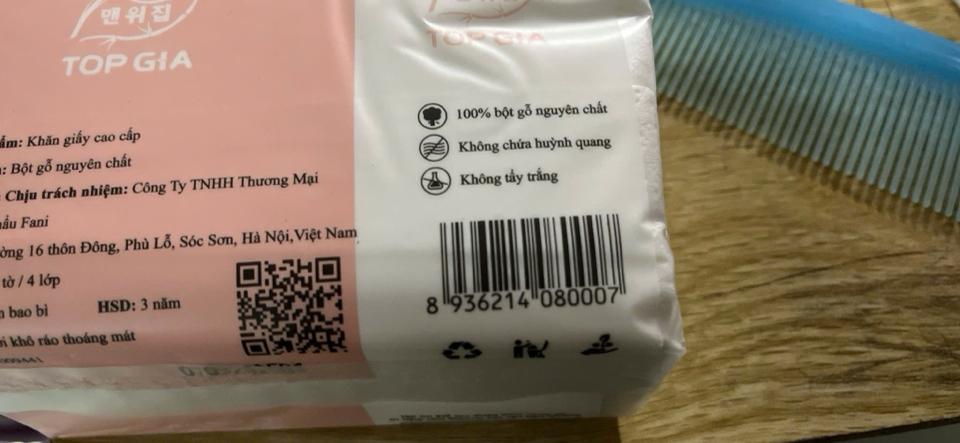 맨위집
TOP GIA
TOP GIA
ẩm: Khăn giấy cao cấp
: Bột gỗ nguyên chất
Chịu trách nhiệm: Công Ty TNHH Thương Mại
ẩu Fani
ờng 16 thôn Đông, Phù Lỗ, Sóc Sơn, Hà Nội,Việt Nam
tờ / 4 lớp
bao bì HSD: 3 năm
ơi khô ráo thoáng mát
100% bột gỗ nguyên chất
Không chứa huỳnh quang
Không tẩy trắng
8 936214 080007